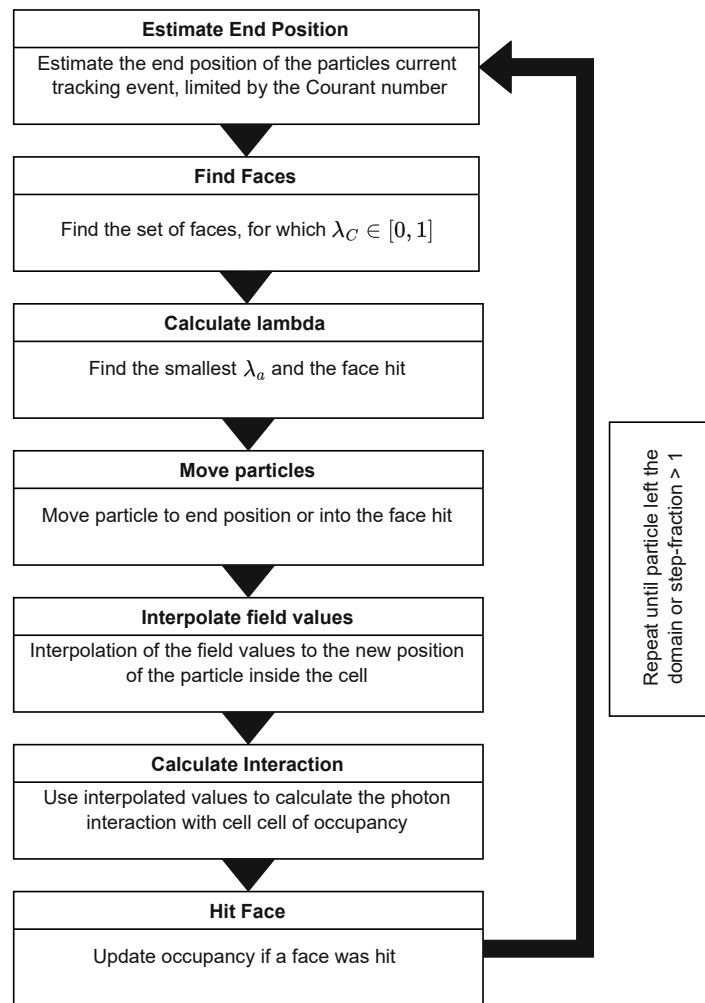 Estimate End Position
Estimate the end position of the particles current
tracking event, limited by the Courant number
Find Faces
Find the set of faces, for which λ_C ∈ [0, 1]
Calculate lambda
Find the smallest λ_a and the face hit
Move particles
Move particle to end position or into the face hit
Interpolate field values
Interpolation of the field values to the new position
of the particle inside the cell
Calculate Interaction
Use interpolated values to calculate the photon
interaction with cell cell of occupancy
Hit Face
Update occupancy if a face was hit
Repeat until particle left the
domain or step-fraction > 1